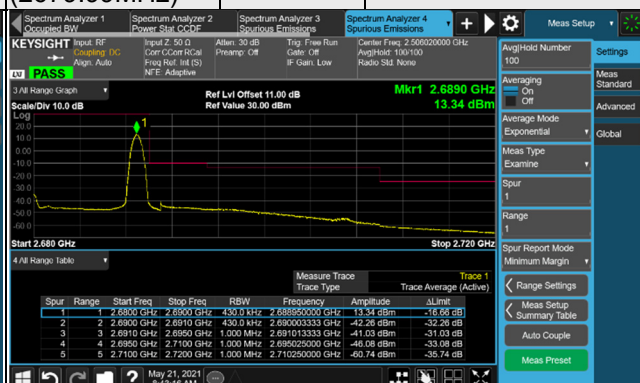 Spectrum Analyzer 1
Occupied BW
Spectrum Analyzer 2
Power Stat CCDF
Spectrum Analyzer 3
Spurious Emissions
Spectrum Analyzer 4
Spurious Emissions
Meas Setup
KEYSIGHT
Input: RF
Coupling: DC
Align: Auto
Input Z: 50 Ω
Corr CCorr RCal
Freq Ref: Int (S)
NFE: Adaptive
Atten: 30 dB
Preamp: Off
Trig: Free Run
Gate: Off
IF Gain: Low
Center Freq: 2.506020000 GHz
Avg|Hold: 100/100
Radio Std: None
LXI PASS
3 All Range Graph
Scale/Div 10.0 dB
Ref Lvl Offset 11.00 dB
Ref Value 30.00 dBm
Mkr1 2.6890 GHz
13.34 dBm
Log
20.0
10.0
0.00
-10.0
-20.0
-30.0
-40.0
-50.0
-60.0
1
Start 2.680 GHz
Stop 2.720 GHz
4 All Range Table
Measure Trace Trace 1
Trace Type Trace Average (Active)
Spur Range Start Freq Stop Freq RBW Frequency Amplitude ΔLimit
1 1 2.6800 GHz 2.6900 GHz 430.0 kHz 2.688950000 GHz 13.34 dBm -16.66 dB
2 2 2.6900 GHz 2.6910 GHz 430.0 kHz 2.690003333 GHz -42.26 dBm -32.26 dB
3 3 2.6910 GHz 2.6950 GHz 1.000 MHz 2.691013333 GHz -41.03 dBm -31.03 dB
4 4 2.6950 GHz 2.7100 GHz 1.000 MHz 2.695025000 GHz -46.08 dBm -33.08 dB
5 5 2.7100 GHz 2.7200 GHz 1.000 MHz 2.710250000 GHz -60.74 dBm -35.74 dB
Avg|Hold Number
100
Averaging
On
Off
Average Mode
Exponential
Meas Type
Examine
Spur
1
Range
1
Spur Report Mode
Minimum Margin
Range Settings
Meas Setup
Summary Table
Auto Couple
Meas Preset
Settings
Meas
Standard
Advanced
Global
May 21, 2021